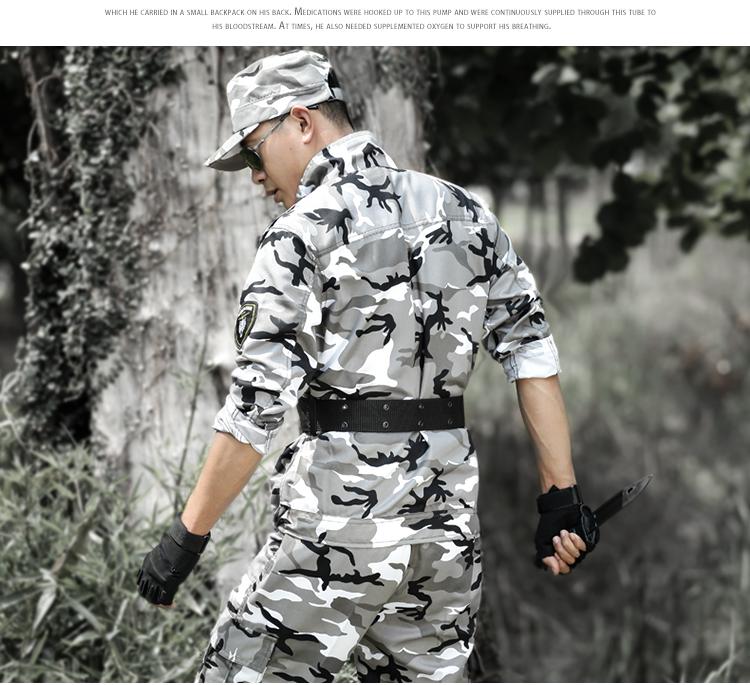 WHICH HE CARRIED IN A SMALL BACKPACK ON HIS BACK. MEDICATIONS WERE HOOKED UP TO THIS PUMP AND WERE CONTINUOUSLY SUPPLIED THROUGH THIS TUBE TO
HIS BLOODSTREAM. AT TIMES, HE ALSO NEEDED SUPPLEMENTED OXYGEN TO SUPPORT HIS BREATHING.